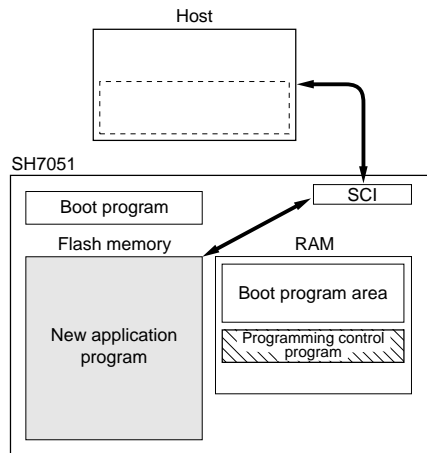 Host
SH7051
SCI
Boot program
Flash memory
RAM
Boot program area
New application
program
Programming control
program